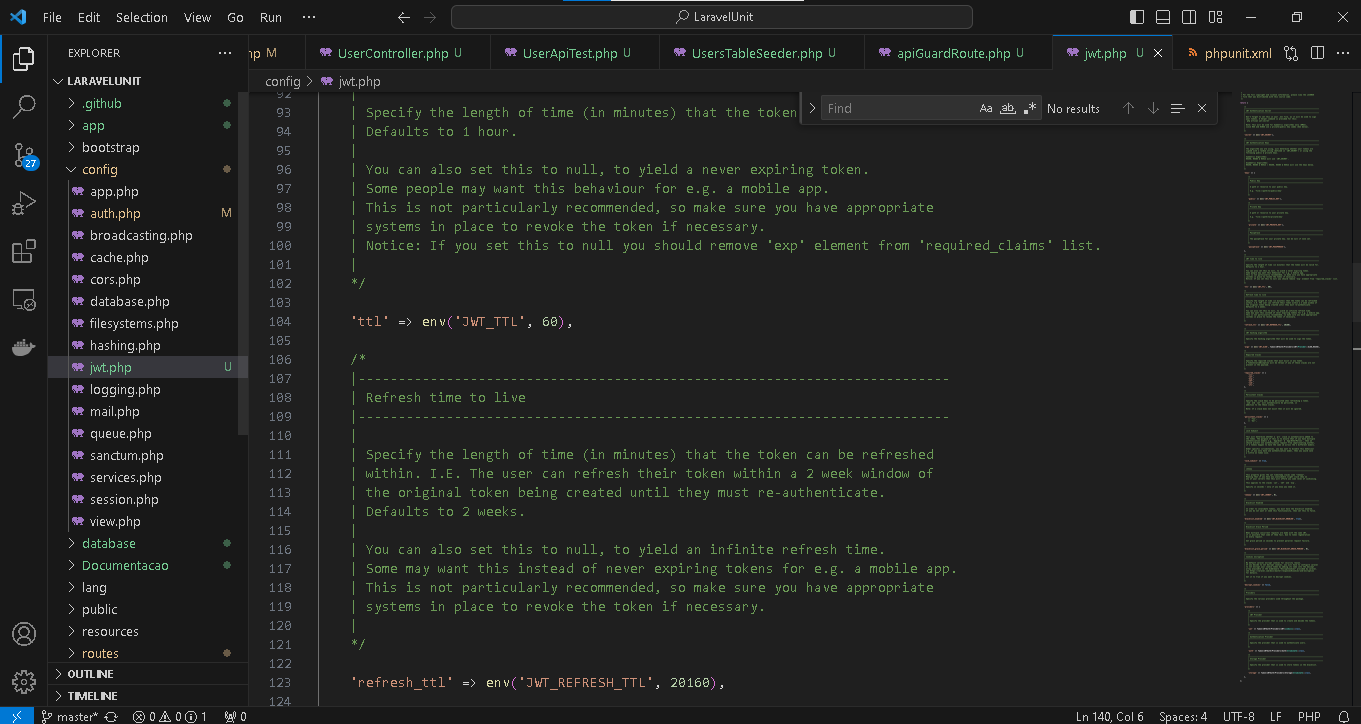 File Edit Selection View Go Run ··· LaravelUnit
EXPLORER ···
LARAVELUNIT
.github
app
bootstrap
config
app.php
auth.php M
broadcasting.php
cache.php
cors.php
database.php
filesystems.php
hashing.php
jwt.php U
logging.php
mail.php
queue.php
sanctum.php
services.php
session.php
view.php
database
Documentacao
lang
public
resources
routes
OUTLINE
TIMELINE
27
hp M UserController.php U UserApiTest.php U UsersTableSeeder.php U apiGuardRoute.php U jwt.php U phpunit.xml ···
config > jwt.php
Find Aa ab .* No results
92 |
93 | Specify the length of time (in minutes) that the token
94 | Defaults to 1 hour.
95 |
96 | You can also set this to null, to yield a never expiring token.
97 | Some people may want this behaviour for e.g. a mobile app.
98 | This is not particularly recommended, so make sure you have appropriate
99 | systems in place to revoke the token if necessary.
100 | Notice: If you set this to null you should remove 'exp' element from 'required_claims' list.
101 |
102 */
103
104 'ttl' => env('JWT_TTL', 60),
105
106 /*
107 |--------------------------------------------------------------------------
108 | Refresh time to live
109 |--------------------------------------------------------------------------
110 |
111 | Specify the length of time (in minutes) that the token can be refreshed
112 | within. I.E. The user can refresh their token within a 2 week window of
113 | the original token being created until they must re-authenticate.
114 | Defaults to 2 weeks.
115 |
116 | You can also set this to null, to yield an infinite refresh time.
117 | Some may want this instead of never expiring tokens for e.g. a mobile app.
118 | This is not particularly recommended, so make sure you have appropriate
119 | systems in place to revoke the token if necessary.
120 |
121 */
122
123 'refresh_ttl' => env('JWT_REFRESH_TTL', 20160),
124
master* 0 0 1 0 Ln 140, Col 6 Spaces: 4 UTF-8 LF PHP